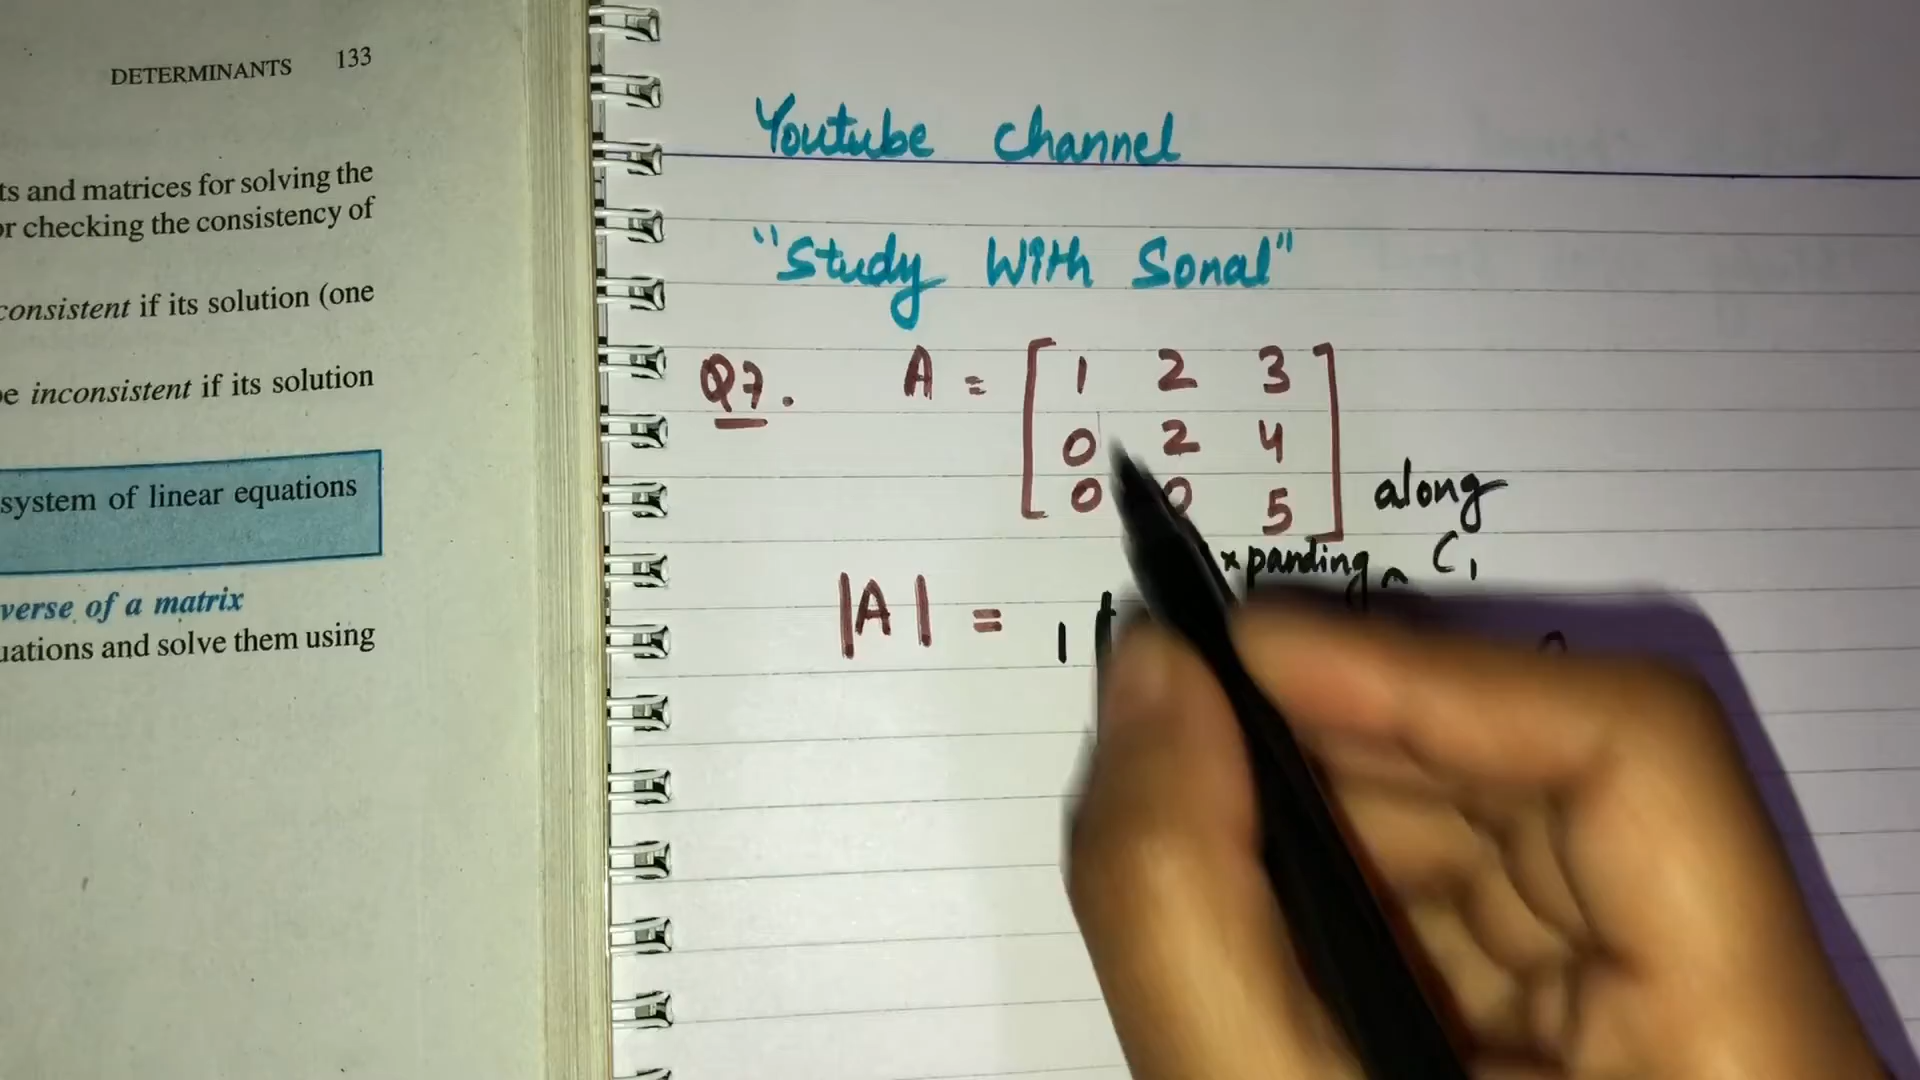 DETERMINANTS 133
ts and matrices for solving the
or checking the consistency of
consistent if its solution (one
be inconsistent if its solution
system of linear equations
verse of a matrix
uations and solve them using
Youtube Channel
"Study With Sonal"
Q7. A = [ 1 2 3
0 2 4
0 0 5 ] along
xpanding C1
|A| = 1